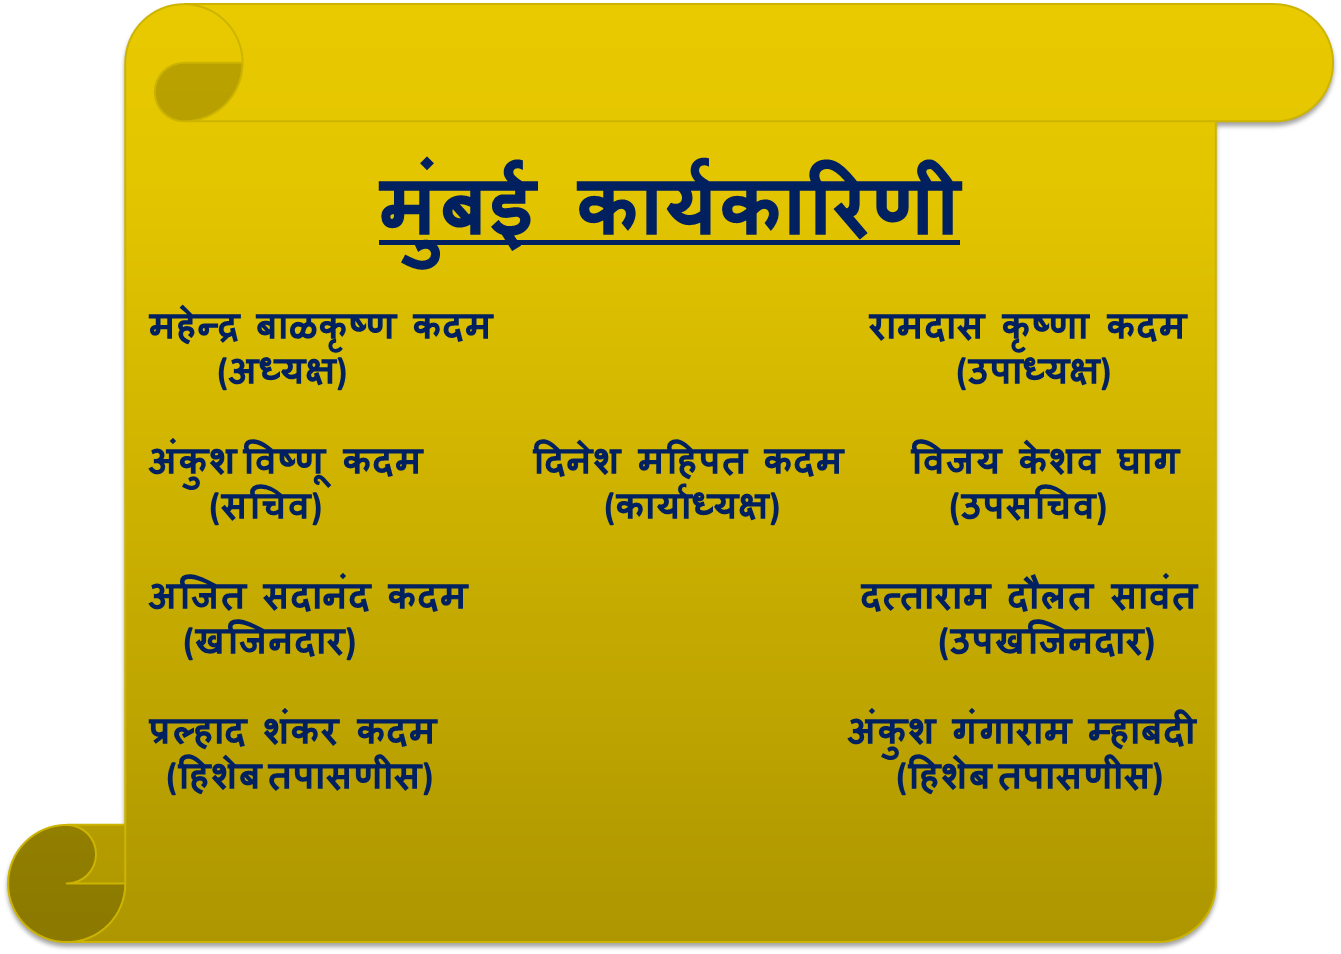 मुंबई कार्यकारिणी
महेन्द्र बाळकृष्ण कदम रामदास कृष्णा कदम
(अध्यक्ष) (उपाध्यक्ष)
अंकुश विष्णू कदम दिनेश महिपत कदम विजय केशव घाग
(सचिव) (कार्याध्यक्ष) (उपसचिव)
अजित सदानंद कदम दत्ताराम दौलत सावंत
(खजिनदार) (उपखजिनदार)
प्रल्हाद शंकर कदम अंकुश गंगाराम म्हाबदी
(हिशेब तपासणीस) (हिशेब तपासणीस)